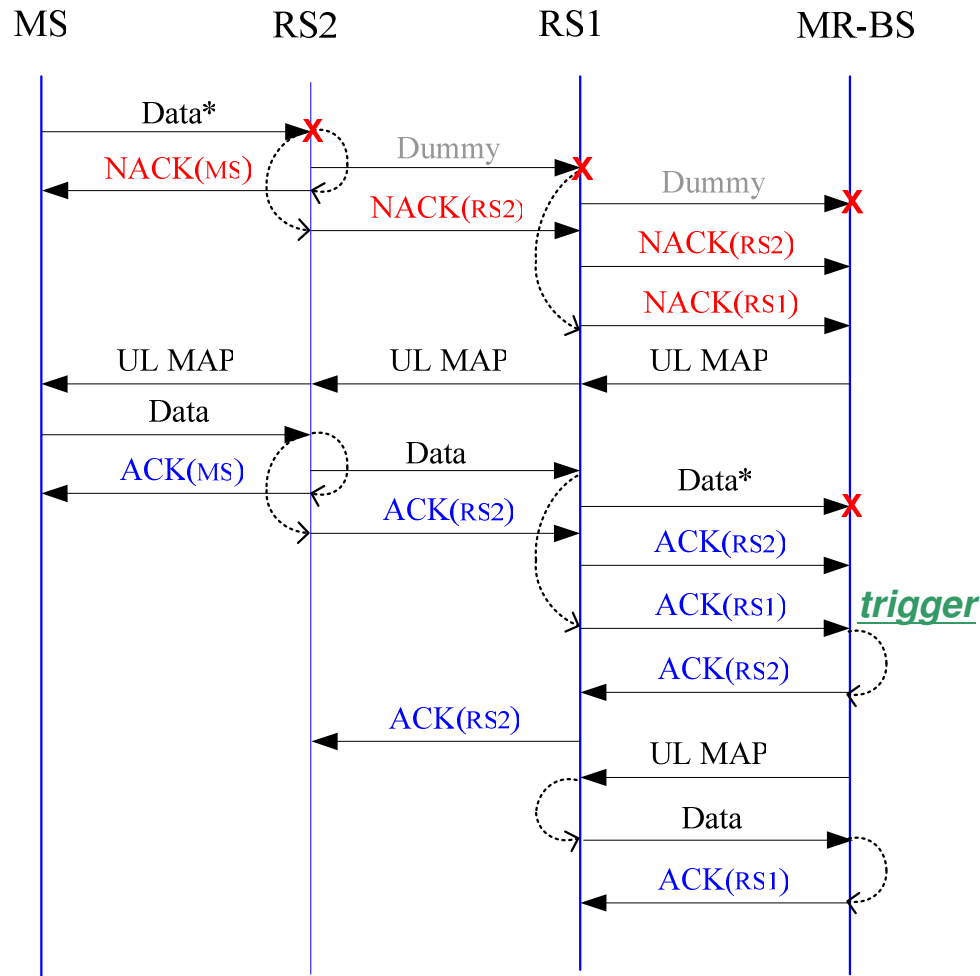 MS RS2 RS1 MR-BS
Data*
Dummy
NACK(MS)
Dummy
NACK(RS2)
NACK(RS2)
NACK(RS1)
UL MAP UL MAP UL MAP
Data
Data
ACK(MS)
Data*
ACK(RS2)
ACK(RS2)
ACK(RS1)
trigger
ACK(RS2)
ACK(RS2)
UL MAP
Data
ACK(RS1)